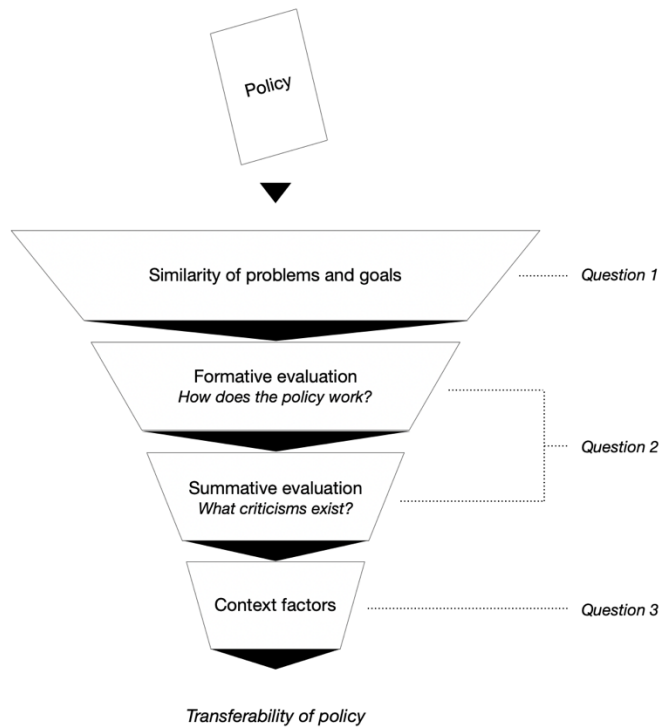 Policy
Similarity of problems and goals
Question 1
Formative evaluation
How does the policy work?
Question 2
Summative evaluation
What criticisms exist?
Context factors
Question 3
Transferability of policy